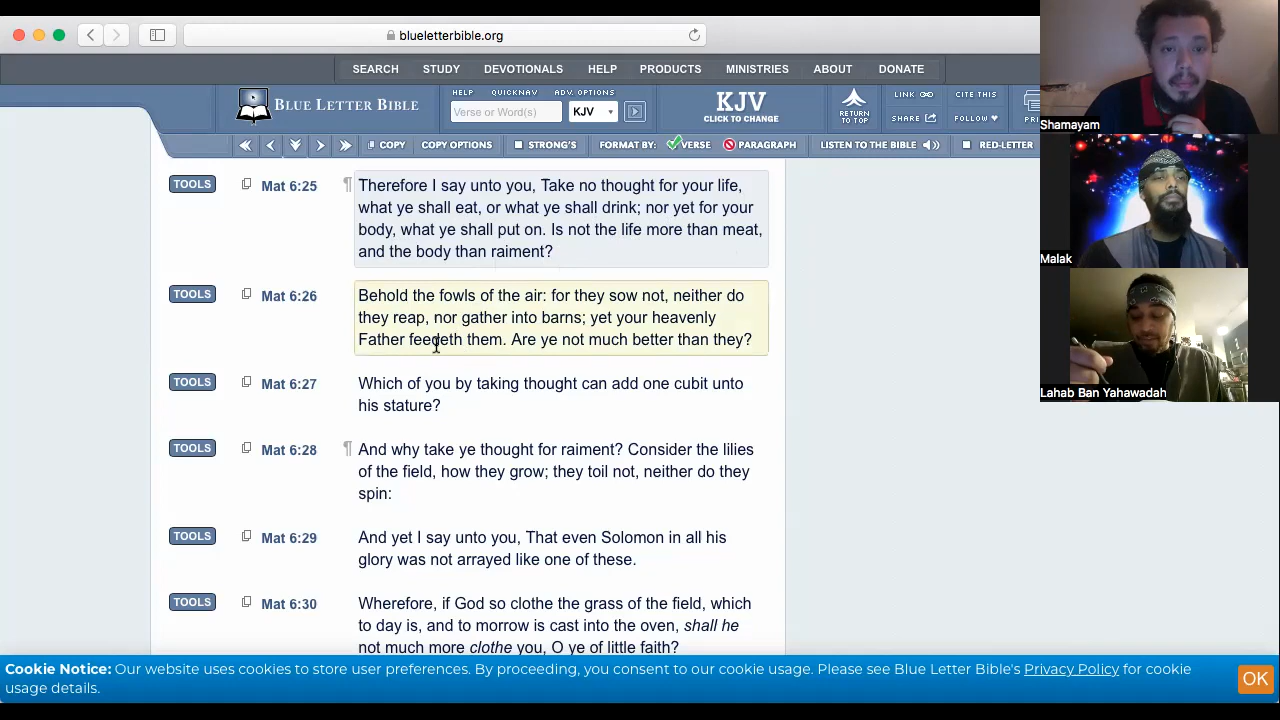 blueletterbible.org
SEARCH STUDY DEVOTIONALS HELP PRODUCTS MINISTRIES ABOUT DONATE
BLUE LETTER BIBLE
HELP QUICKNAV ADV. OPTIONS
Verse or Word(s) KJV
KJV
CLICK TO CHANGE
RETURN TO TOP
LINK CITE THIS
SHARE FOLLOW
COPY COPY OPTIONS STRONG'S FORMAT BY: VERSE PARAGRAPH LISTEN TO THE BIBLE RED-LETTER
TOOLS Mat 6:25 ¶ Therefore I say unto you, Take no thought for your life,
what ye shall eat, or what ye shall drink; nor yet for your
body, what ye shall put on. Is not the life more than meat,
and the body than raiment?
TOOLS Mat 6:26 Behold the fowls of the air: for they sow not, neither do
they reap, nor gather into barns; yet your heavenly
Father feedeth them. Are ye not much better than they?
TOOLS Mat 6:27 Which of you by taking thought can add one cubit unto
his stature?
TOOLS Mat 6:28 ¶ And why take ye thought for raiment? Consider the lilies
of the field, how they grow; they toil not, neither do they
spin:
TOOLS Mat 6:29 And yet I say unto you, That even Solomon in all his
glory was not arrayed like one of these.
TOOLS Mat 6:30 Wherefore, if God so clothe the grass of the field, which
to day is, and to morrow is cast into the oven, shall he
not much more clothe you, O ye of little faith?
Cookie Notice: Our website uses cookies to store user preferences. By proceeding, you consent to our cookie usage. Please see Blue Letter Bible's Privacy Policy for cookie
usage details.
OK
Shamayam
Malak
Lahab Ban Yahawadah